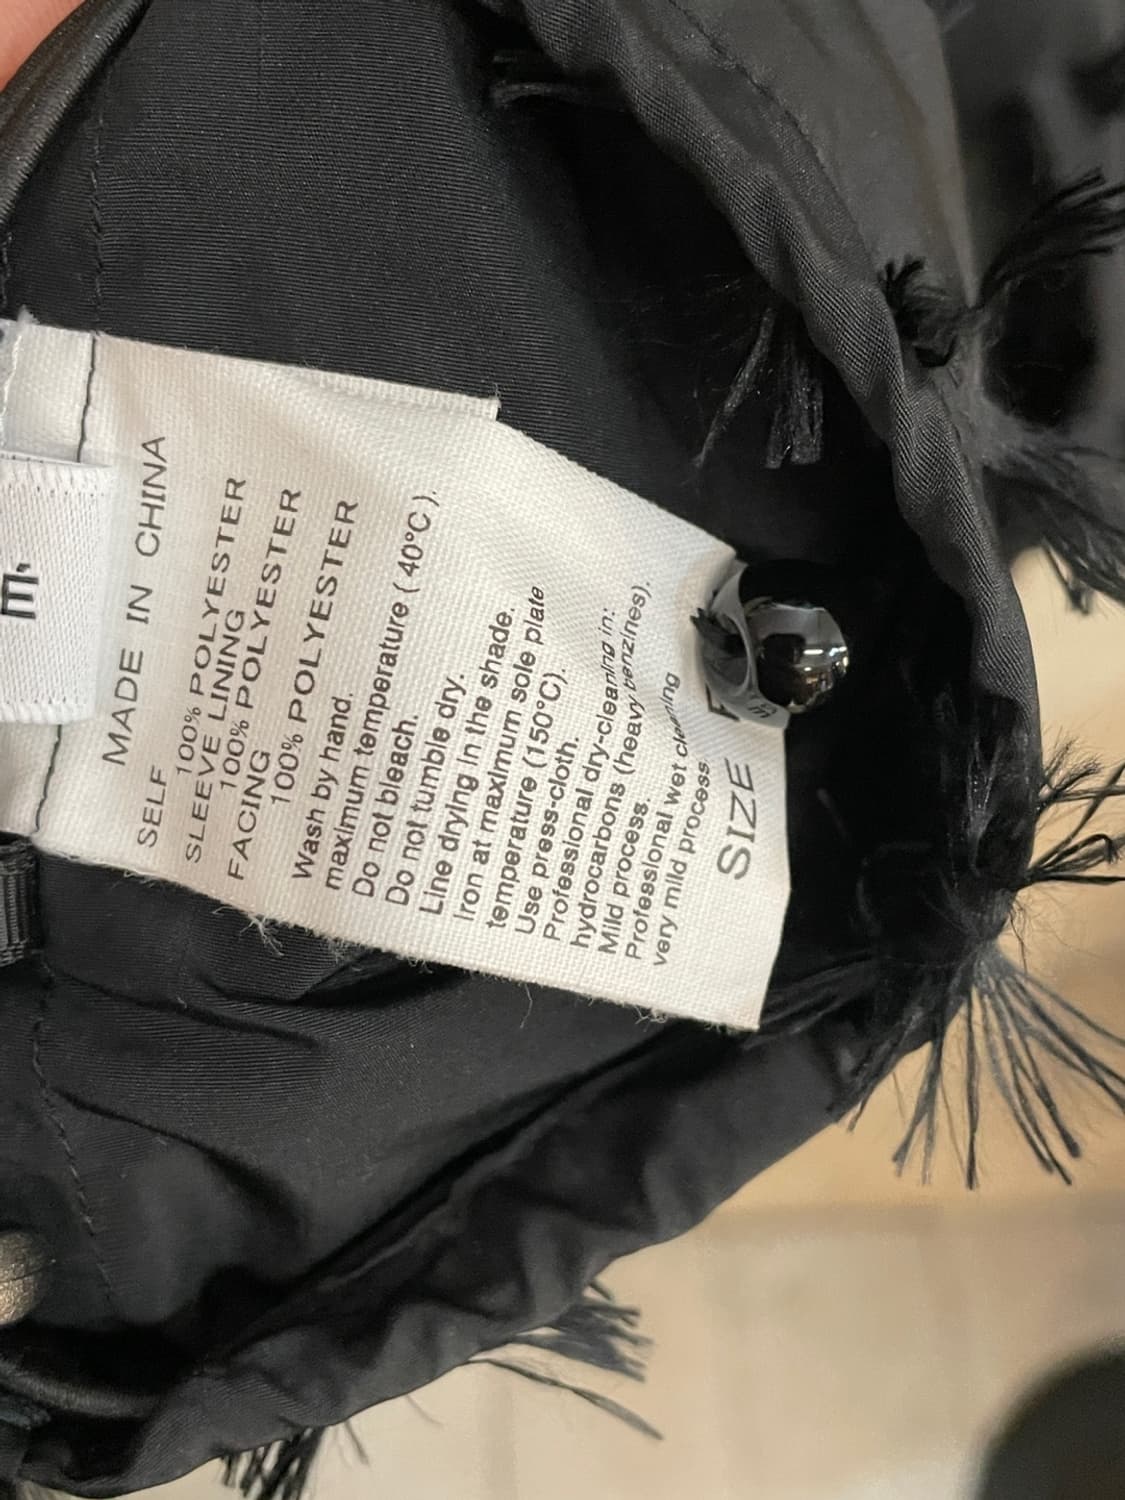 MADE IN CHINA
SELF
100% POLYESTER
SLEEVE LINING
100% POLYESTER
FACING
100% POLYESTER
Wash by hand.
maximum temperature ( 40°C ).
Do not bleach.
Do not tumble dry.
Line drying in the shade.
Iron at maximum sole plate
temperature (150°C).
Use press-cloth.
Professional dry-cleaning in:
hydrocarbons (heavy benzines).
Mild process.
Professional wet cleaning
very mild process.
SIZE